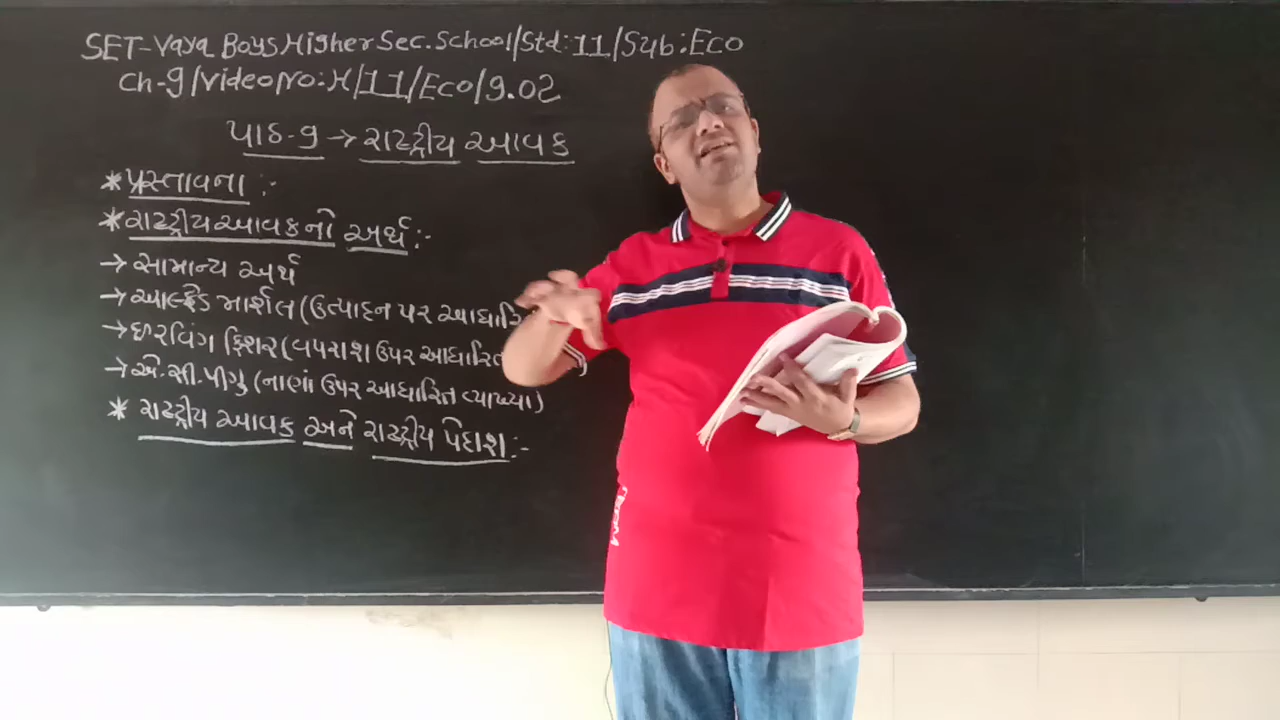 SET-Vaya Boys Higher Sec. School/Std:11/Sub:Eco
Ch-9/Video No:H/11/Eco/9.02
પાઠ-9 → રાષ્ટ્રીય આવક
* પ્રસ્તાવના :-
* રાષ્ટ્રીય આવકનો અર્થ :-
→ સામાન્ય અર્થ
→ આલ્ફ્રેડ માર્શલ (ઉત્પાદન પર
→ ઇરવિંગ ફિશર (વપરાશ ઉપર આધારિત
→ એ.સી.પીગુ (નાણાં ઉપર આધારિત વ્યાખ્યા)
* રાષ્ટ્રીય આવક અને રાષ્ટ્રીય પેદાશ :-